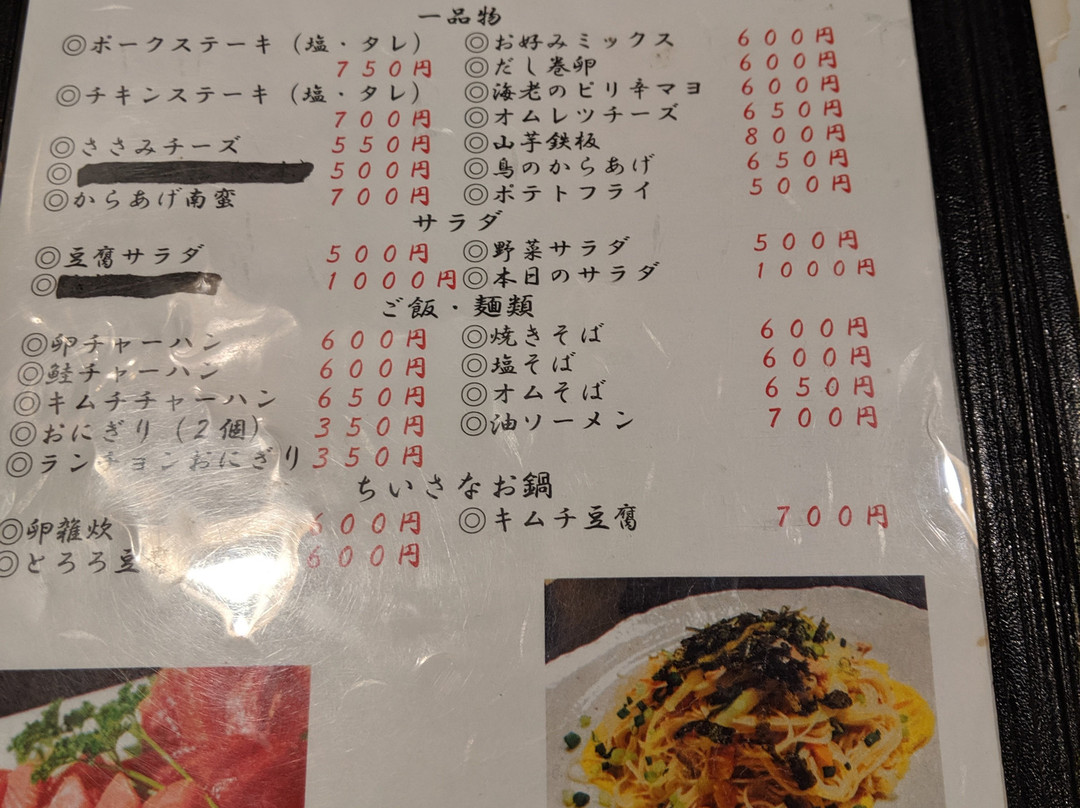 一品物
◎ポークステーキ（塩・タレ）
７５０円
◎チキンステーキ（塩・タレ）
７００円
◎ささみチーズ ５５０円
◎ ５００円
◎からあげ南蛮 ７００円
◎お好みミックス ６００円
◎だし巻卵 ６００円
◎海老のピリ辛マヨ ６００円
◎オムレツチーズ ６５０円
◎山芋鉄板 ８００円
◎鳥のからあげ ６５０円
◎ポテトフライ ５００円
サラダ
◎豆腐サラダ ５００円
◎ １０００円
◎野菜サラダ ５００円
◎本日のサラダ １０００円
ご飯・麺類
◎卵チャーハン ６００円
◎鮭チャーハン ６００円
◎キムチチャーハン ６５０円
◎おにぎり（２個） ３５０円
◎ランチョンおにぎり ３５０円
◎焼きそば ６００円
◎塩そば ６００円
◎オムそば ６５０円
◎油ソーメン ７００円
ちいさなお鍋
◎卵雑炊 ６００円
◎とろろ豆 ６００円
◎キムチ豆腐 ７００円